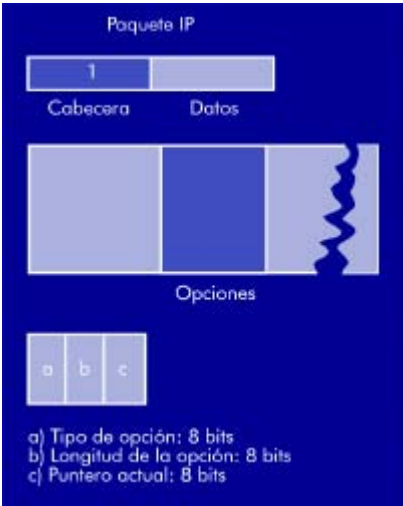 Paquete IP
1
Cabecera Datos
Opciones
a b c
a) Tipo de opción: 8 bits
b) Longitud de la opción: 8 bits
c) Puntero actual: 8 bits